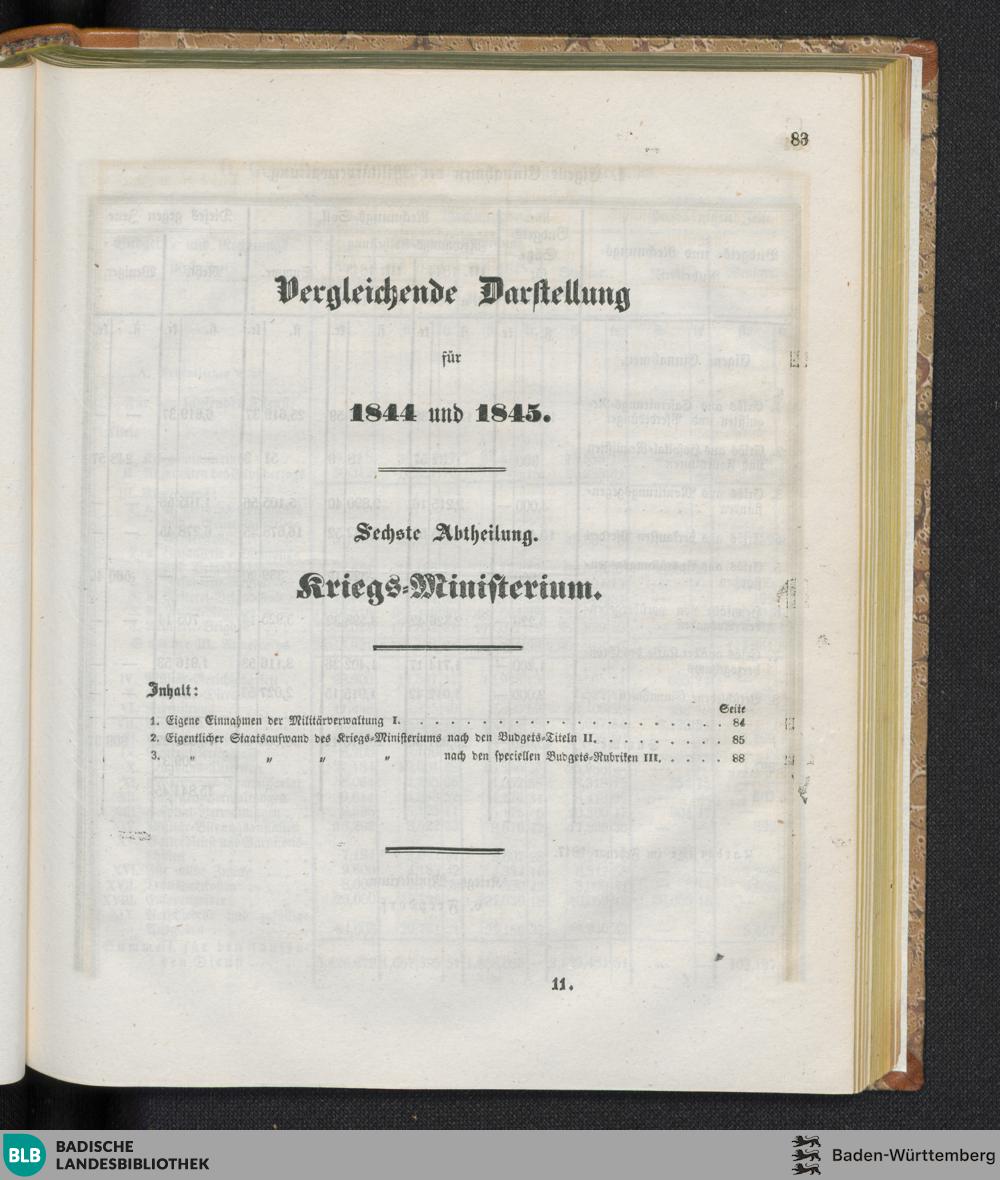 83
Vergleichende Darstellung
für
1844 und 1845.
Sechste Abtheilung.
Kriegs-Ministerium.
Inhalt:
Seite
1. Eigene Einnahmen der Militärverwaltung I. . . . . . . . . . . . . . . . . . . . . . 84
2. Eigentlicher Staatsaufwand des Kriegs-Ministeriums nach den Budgets-Titeln II. . . . . . . . . . 85
3. „ „ „ „ nach den speciellen Budgets-Rubriken III. . . . . 88
11.
BLB BADISCHE
LANDESBIBLIOTHEK
Baden-Württemberg